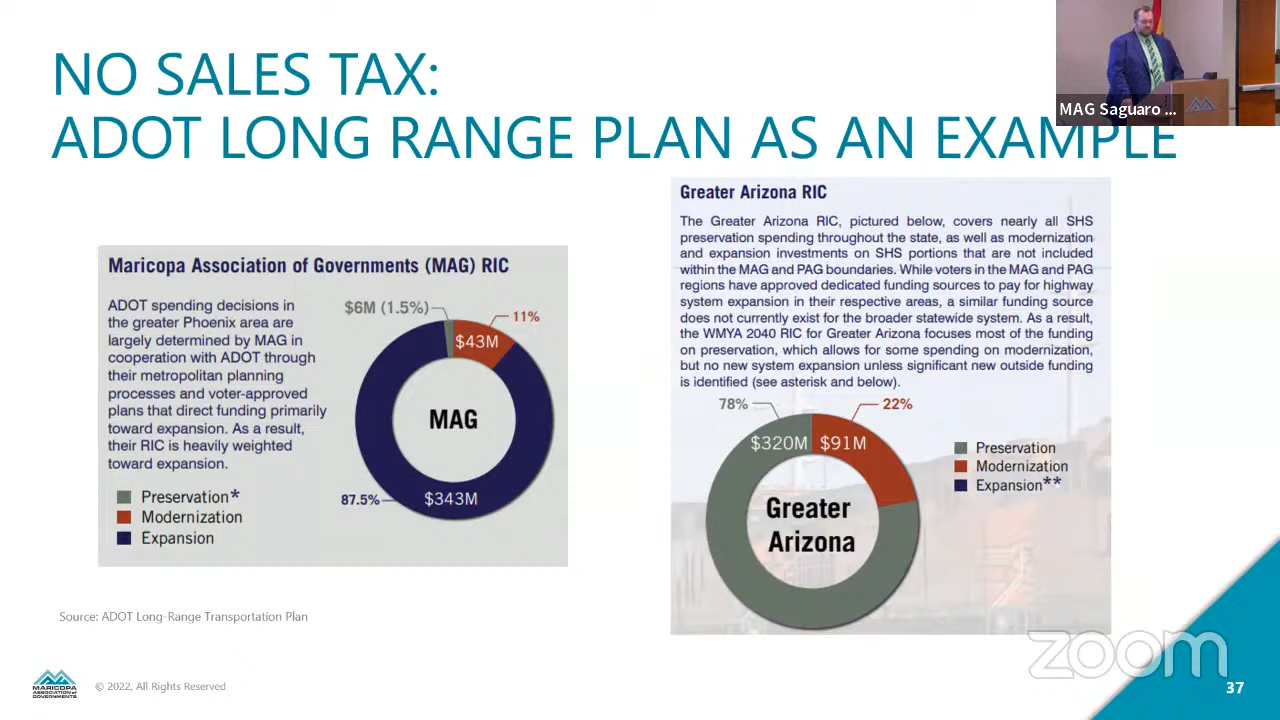 NO SALES TAX:
ADOT LONG RANGE PLAN AS AN EXAMPLE
MAG Saguaro ...
Maricopa Association of Governments (MAG) RIC
ADOT spending decisions in
the greater Phoenix area are
largely determined by MAG in
cooperation with ADOT through
their metropolitan planning
processes and voter-approved
plans that direct funding primarily
toward expansion. As a result,
their RIC is heavily weighted
toward expansion.
Preservation*
Modernization
Expansion
$6M (1.5%)
11%
$43M
MAG
87.5%
$343M
Greater Arizona RIC
The Greater Arizona RIC, pictured below, covers nearly all SHS
preservation spending throughout the state, as well as modernization
and expansion investments on SHS portions that are not included
within the MAG and PAG boundaries. While voters in the MAG and PAG
regions have approved dedicated funding sources to pay for highway
system expansion in their respective areas, a similar funding source
does not currently exist for the broader statewide system. As a result,
the WMYA 2040 RIC for Greater Arizona focuses most of the funding
on preservation, which allows for some spending on modernization,
but no new system expansion unless significant new outside funding
is identified (see asterisk and below).
78%
22%
$320M
$91M
Greater
Arizona
Preservation
Modernization
Expansion**
Source: ADOT Long-Range Transportation Plan
MARICOPA
ASSOCIATION of
GOVERNMENTS
© 2022, All Rights Reserved
zoom
37